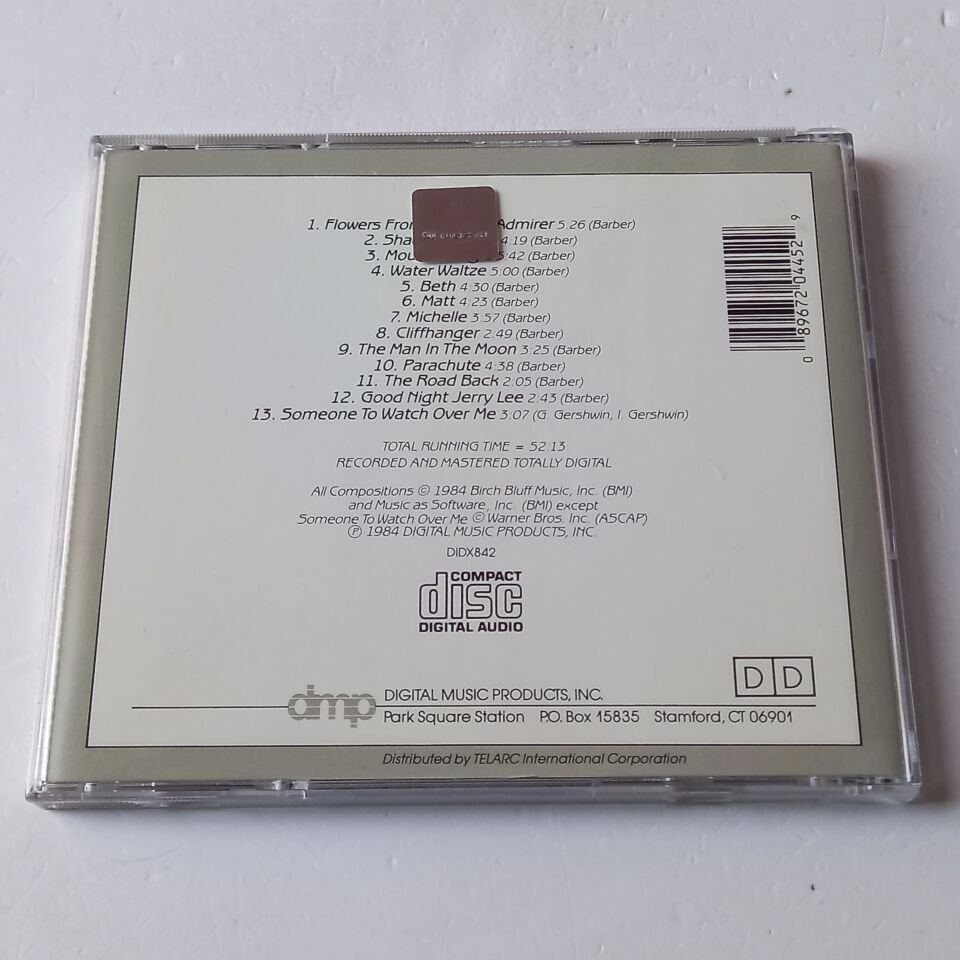 1. Flowers From Admirer 5:26 (Barber)
2. 4:19 (Barber)
3. 5:42 (Barber)
4. Water Waltze 5:00 (Barber)
5. Beth 4:30 (Barber)
6. Matt 4:23 (Barber)
7. Michelle 3:57 (Barber)
8. Cliffhanger 2:49 (Barber)
9. The Man In The Moon 3:25 (Barber)
10. Parachute 4:38 (Barber)
11. The Road Back 2:05 (Barber)
12. Good Night Jerry Lee 2:43 (Barber)
13. Someone To Watch Over Me 3:07 (G. Gershwin, I. Gershwin)
TOTAL RUNNING TIME = 52:13
RECORDED AND MASTERED TOTALLY DIGITAL
All Compositions © 1984 Birch Bluff Music, Inc. (BMI)
and Music as Software, Inc. (BMI) except
Someone To Watch Over Me © Warner Bros. Inc. (ASCAP)
℗ 1984 DIGITAL MUSIC PRODUCTS, INC.
DIDX842
COMPACT
disc
DIGITAL AUDIO
0 89672 04452 9
D D
dmp DIGITAL MUSIC PRODUCTS, INC.
Park Square Station P.O. Box 15835 Stamford, CT 06901
Distributed by TELARC International Corporation